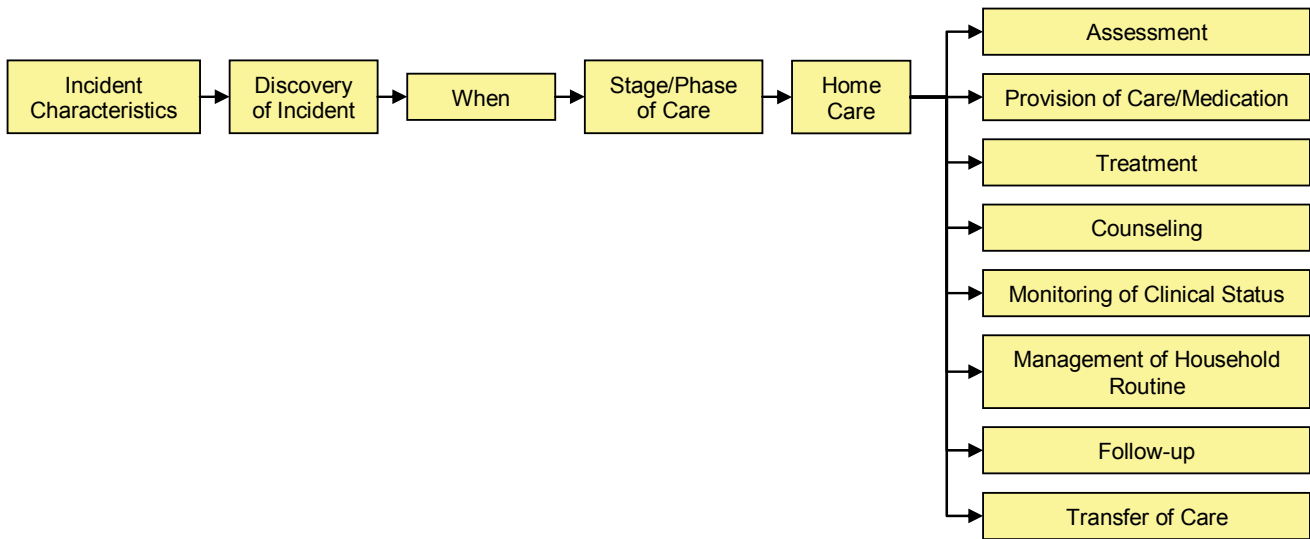 Incident
Characteristics
Discovery
of Incident
When
Stage/Phase
of Care
Home
Care
Assessment
Provision of Care/Medication
Treatment
Counseling
Monitoring of Clinical Status
Management of Household
Routine
Follow-up
Transfer of Care